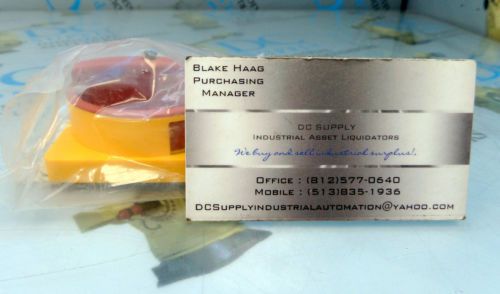 Blake Haag
Purchasing
Manager
DC Supply
Industrial Asset Liquidators
We buy and sell industrial surplus!.
Office : (812)577-0640
Mobile : (513)835-1936
DCSupplyindustrialautomation@yahoo.com